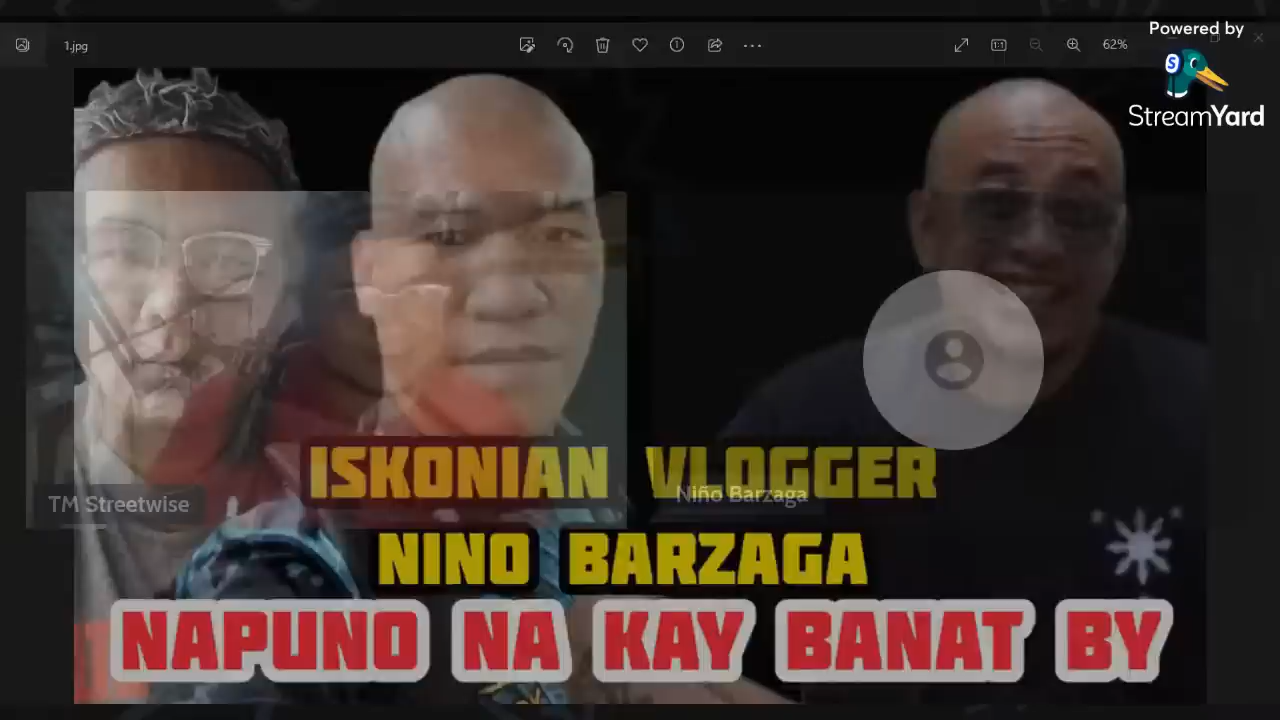 Powered by
1.jpg
62%
StreamYard
ISKONIAN VLOGGER
TM Streetwise
Niño Barzaga
NINO BARZAGA
NAPUNO NA KAY BANAT BY